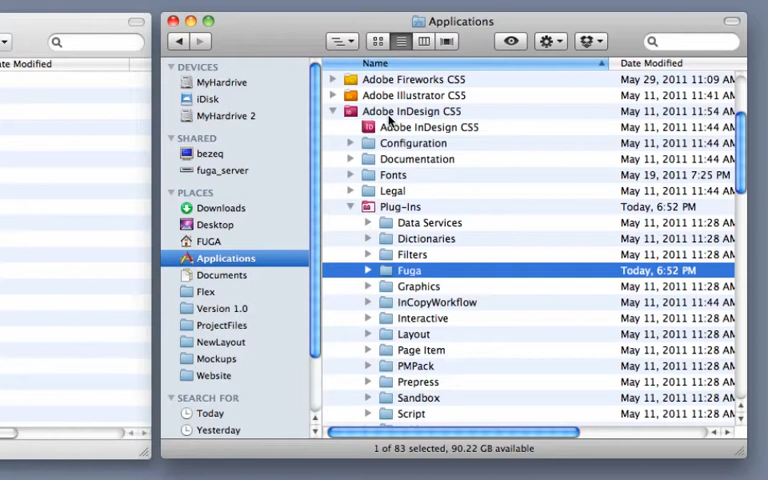 Applications
te Modified
Name
Date Modified
DEVICES
MyHardrive
iDisk
MyHardrive 2
SHARED
bezeq
fuga_server
PLACES
Downloads
Desktop
FUGA
Applications
Documents
Flex
Version 1.0
ProjectFiles
NewLayout
Mockups
Website
SEARCH FOR
Today
Yesterday
Adobe Fireworks CS5 May 29, 2011 11:09 AM
Adobe Illustrator CS5 May 11, 2011 11:41 AM
Adobe InDesign CS5 May 11, 2011 11:54 AM
Adobe InDesign CS5 May 11, 2011 11:44 AM
Configuration May 11, 2011 11:44 AM
Documentation May 11, 2011 11:44 AM
Fonts May 19, 2011 7:25 PM
Legal May 11, 2011 11:44 AM
Plug-Ins Today, 6:52 PM
Data Services May 11, 2011 11:28 AM
Dictionaries May 11, 2011 11:28 AM
Filters May 11, 2011 11:28 AM
Fuga Today, 6:52 PM
Graphics May 11, 2011 11:28 AM
InCopyWorkflow May 11, 2011 11:44 AM
Interactive May 11, 2011 11:28 AM
Layout May 11, 2011 11:28 AM
Page Item May 11, 2011 11:28 AM
PMPack May 11, 2011 11:28 AM
Prepress May 11, 2011 11:28 AM
Sandbox May 11, 2011 11:28 AM
Script May 11, 2011 11:28 AM
1 of 83 selected, 90.22 GB available